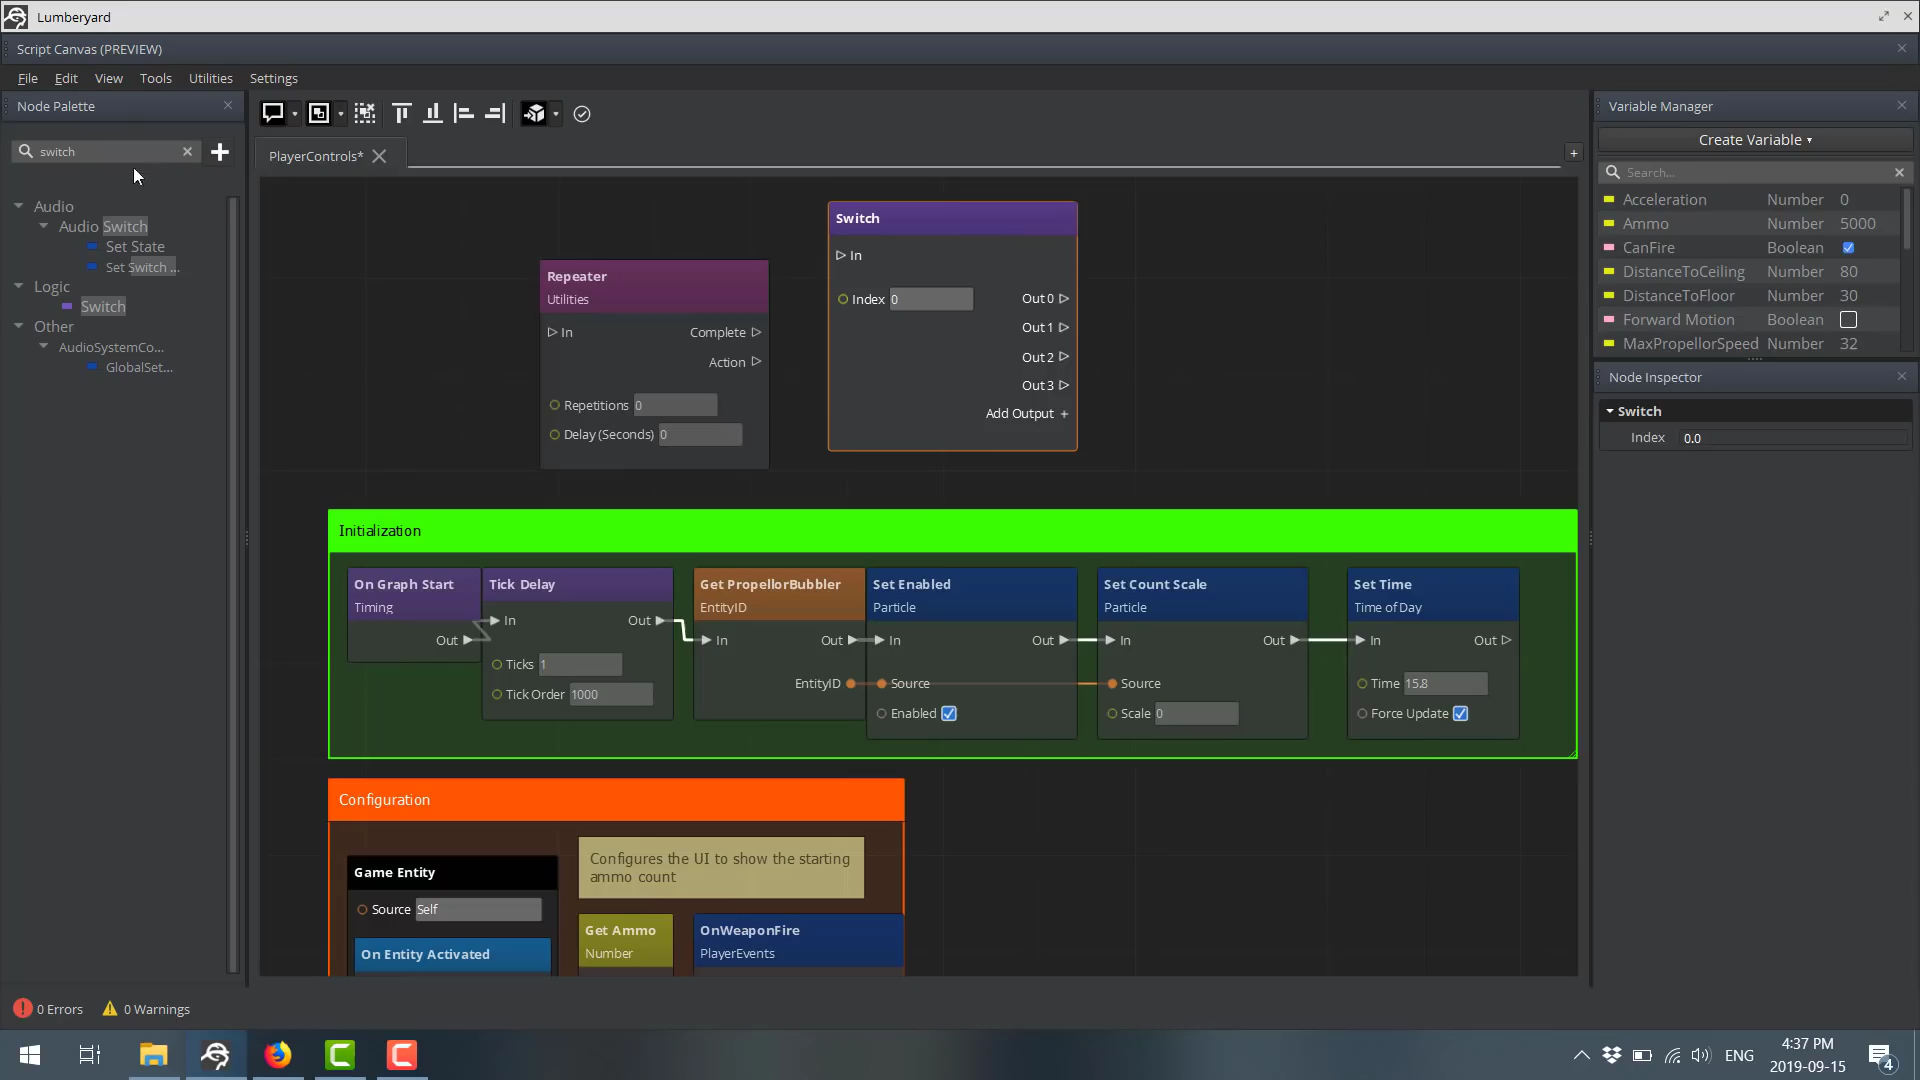 Lumberyard
Script Canvas (PREVIEW)
File Edit View Tools Utilities Settings
Node Palette
switch
Audio
Audio Switch
Set State
Set Switch ...
Logic
Switch
Other
AudioSystemCo...
GlobalSet...
PlayerControls*
Repeater
Utilities
In
Complete
Action
Repetitions 0
Delay (Seconds) 0
Switch
In
Index 0
Out 0
Out 1
Out 2
Out 3
Add Output +
Initialization
On Graph Start
Timing
Out
Tick Delay
In
Out
Ticks 1
Tick Order 1000
Get PropellorBubbler
EntityID
In
Out
EntityID
Set Enabled
Particle
In
Out
Source
Enabled
Set Count Scale
Particle
In
Out
Source
Scale 0
Set Time
Time of Day
In
Out
Time 15.8
Force Update
Configuration
Configures the UI to show the starting
ammo count
Game Entity
Source Self
On Entity Activated
Get Ammo
Number
OnWeaponFire
PlayerEvents
Variable Manager
Create Variable
Search...
Acceleration Number 0
Ammo Number 5000
CanFire Boolean
DistanceToCeiling Number 80
DistanceToFloor Number 30
Forward Motion Boolean
MaxPropellorSpeed Number 32
Node Inspector
Switch
Index 0.0
0 Errors
0 Warnings
ENG
4:37 PM
2019-09-15
4